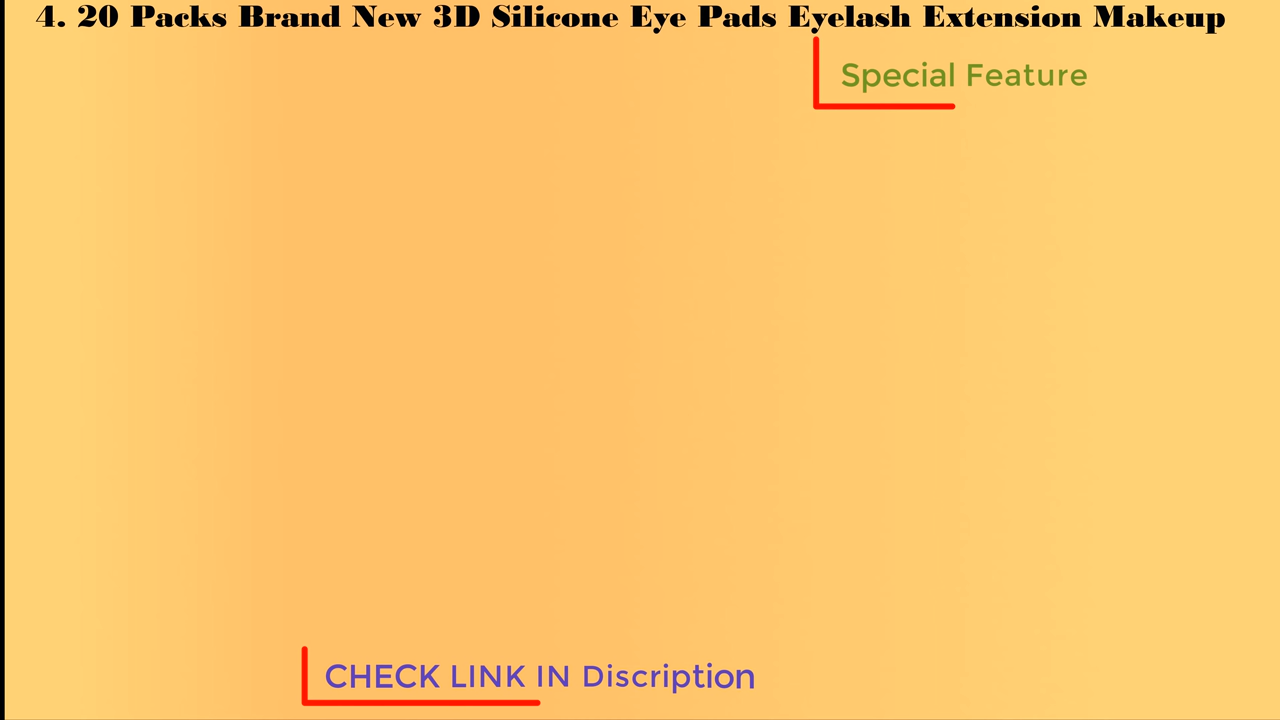 4. 20 Packs Brand New 3D Silicone Eye Pads Eyelash Extension Makeup
Special Feature
CHECK LINK IN Discription